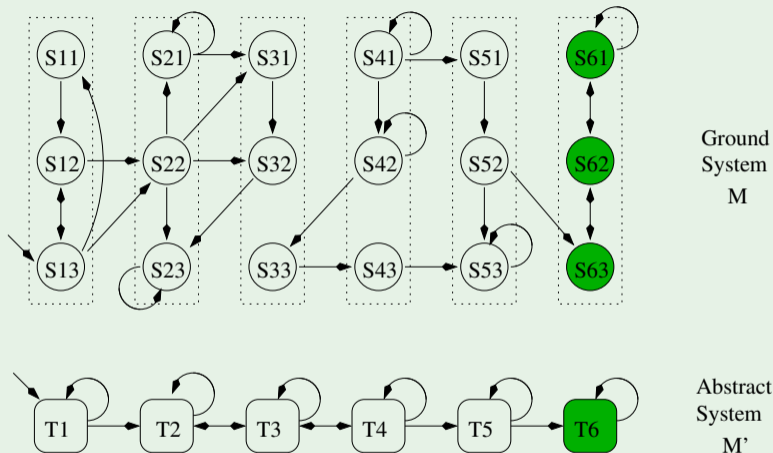 S11 S21 S31 S41 S51 S61
S12 S22 S32 S42 S52 S62
Ground
System
M
S13 S23 S33 S43 S53 S63
T1 T2 T3 T4 T5 T6
Abstract
System
M'